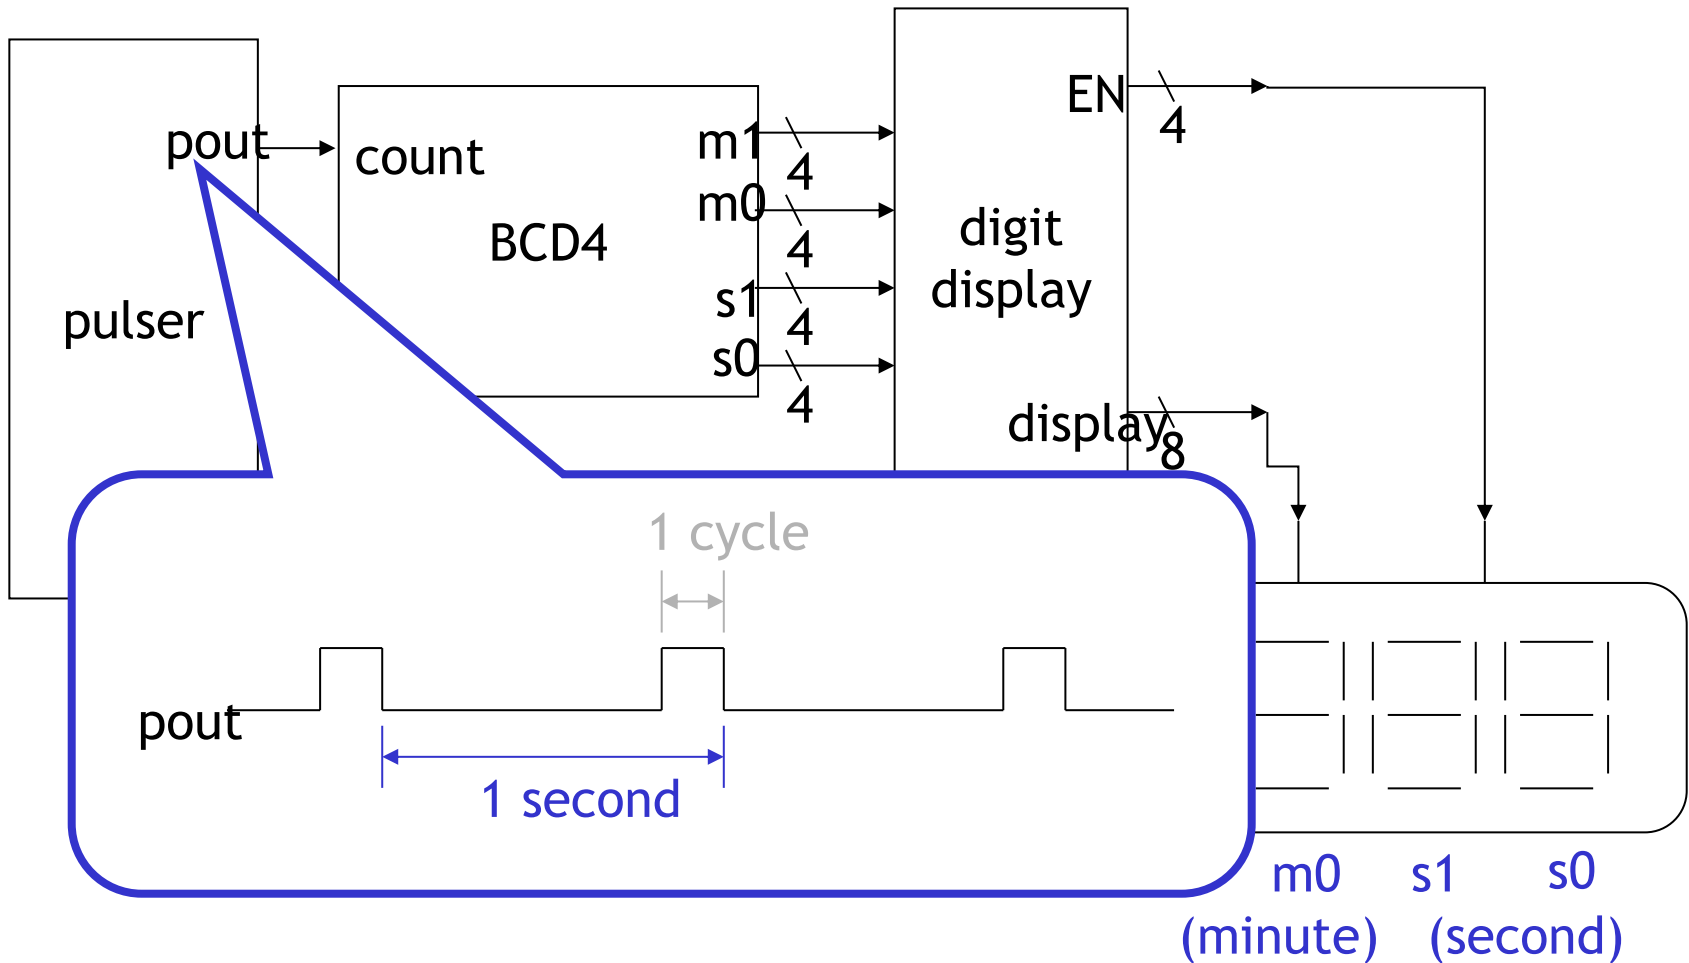 pout
count
m1
4
m0
4
s1
4
s0
4
BCD4
pulser
digit
display
EN
4
display
8
1 cycle
pout
1 second
m0
s1
s0
(minute)
(second)